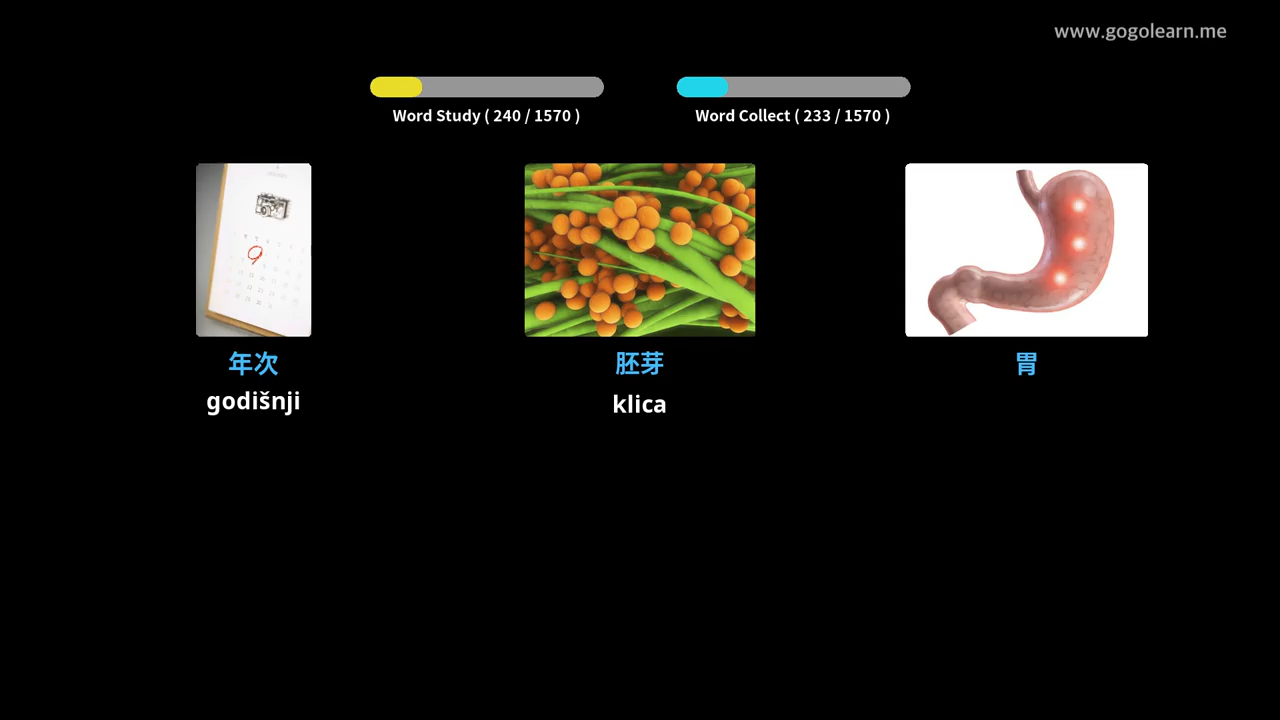 www.gogolearn.me
Word Study ( 240 / 1570 )
Word Collect ( 233 / 1570 )
年次
godišnji
胚芽
klica
胃